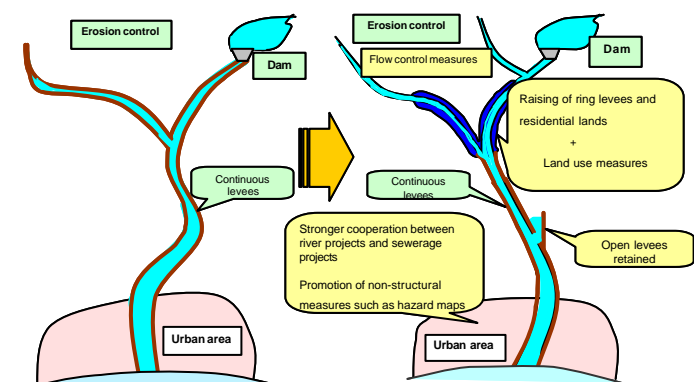 Erosion control
Dam
Continuous
levees
Urban area
Erosion control
Flow control measures
Dam
Raising of ring levees and
residential lands
+
Land use measures
Continuous
levees
Stronger cooperation between
river projects and sewerage
projects
Promotion of non-structural
measures such as hazard maps
Open levees
retained
Urban area